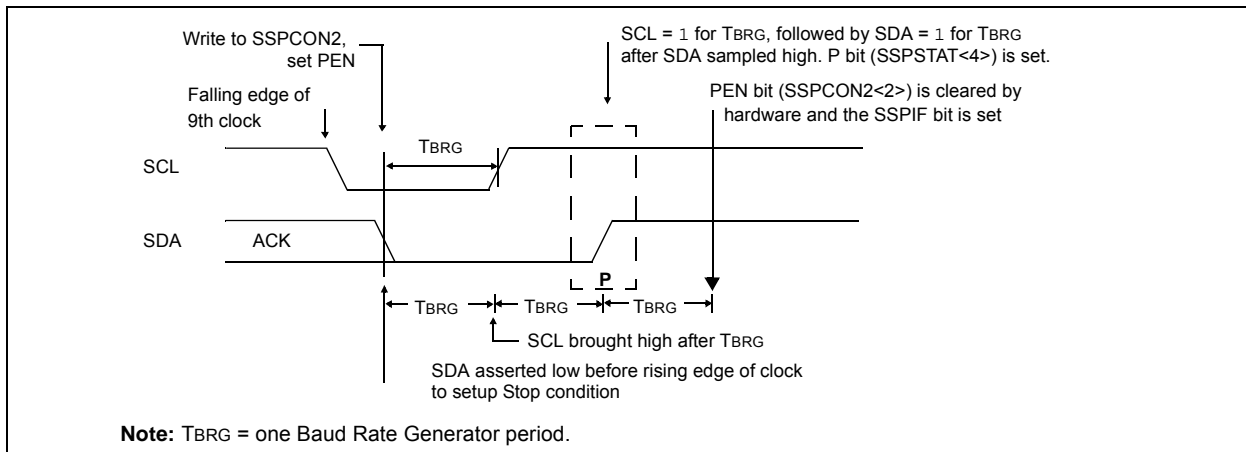 Write to SSPCON2,
set PEN
SCL = 1 for TBRG, followed by SDA = 1 for TBRG
after SDA sampled high. P bit (SSPSTAT<4>) is set.
Falling edge of
9th clock
PEN bit (SSPCON2<2>) is cleared by
hardware and the SSPIF bit is set
TBRG
SCL
SDA
ACK
P
TBRG
TBRG
TBRG
SCL brought high after TBRG
SDA asserted low before rising edge of clock
to setup Stop condition
Note: TBRG = one Baud Rate Generator period.